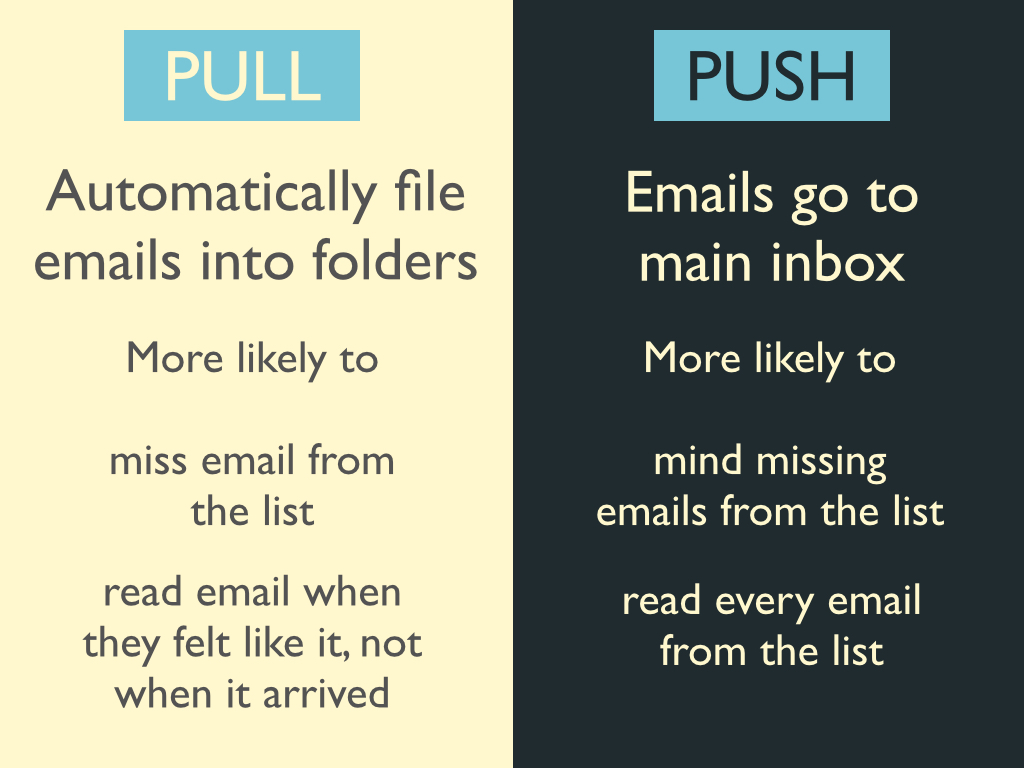 PULL
Automatically file
emails into folders
More likely to
miss email from
the list
read email when
they felt like it, not
when it arrived
PUSH
Emails go to
main inbox
More likely to
mind missing
emails from the list
read every email
from the list